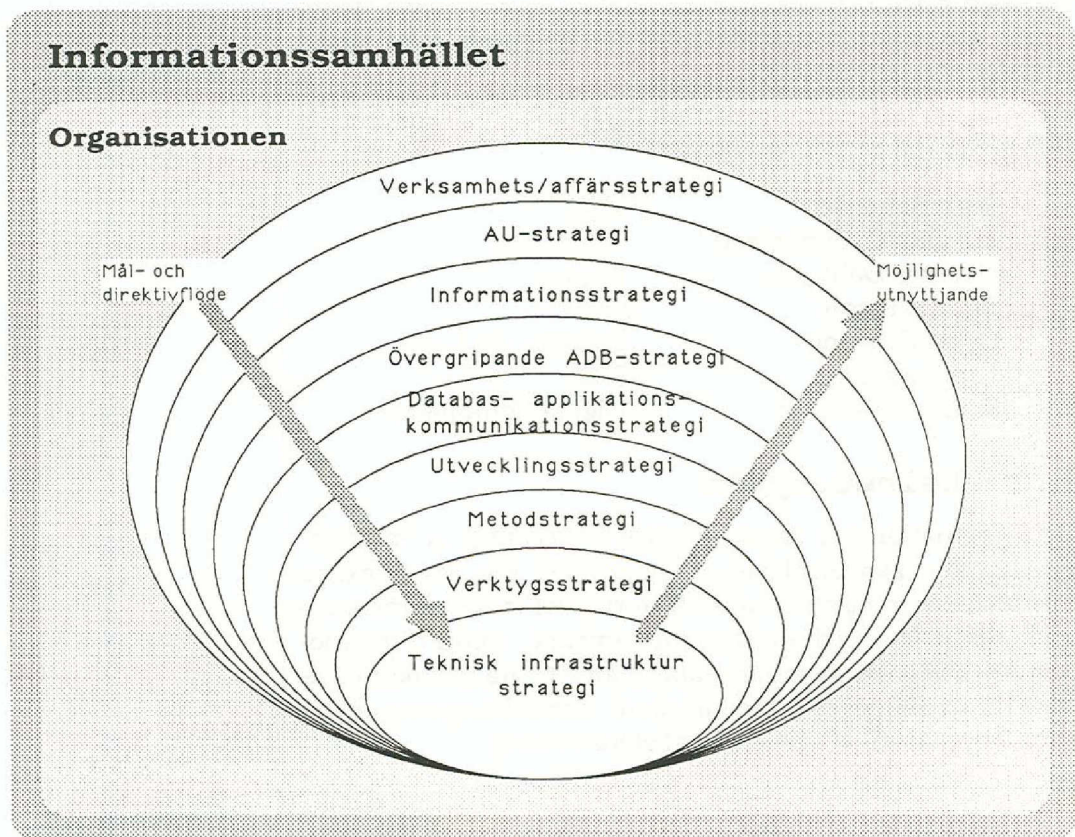 Informationssamhället
Organisationen
Verksamhets/affärsstrategi
AU-strategi
Mål- och
direktivflöde
Möjlighets-
utnyttjande
Informationsstrategi
Övergripande ADB-strategi
Databas- applikations-
kommunikationsstrategi
Utvecklingsstrategi
Metodstrategi
Verktygsstrategi
Teknisk infrastruktur
strategi